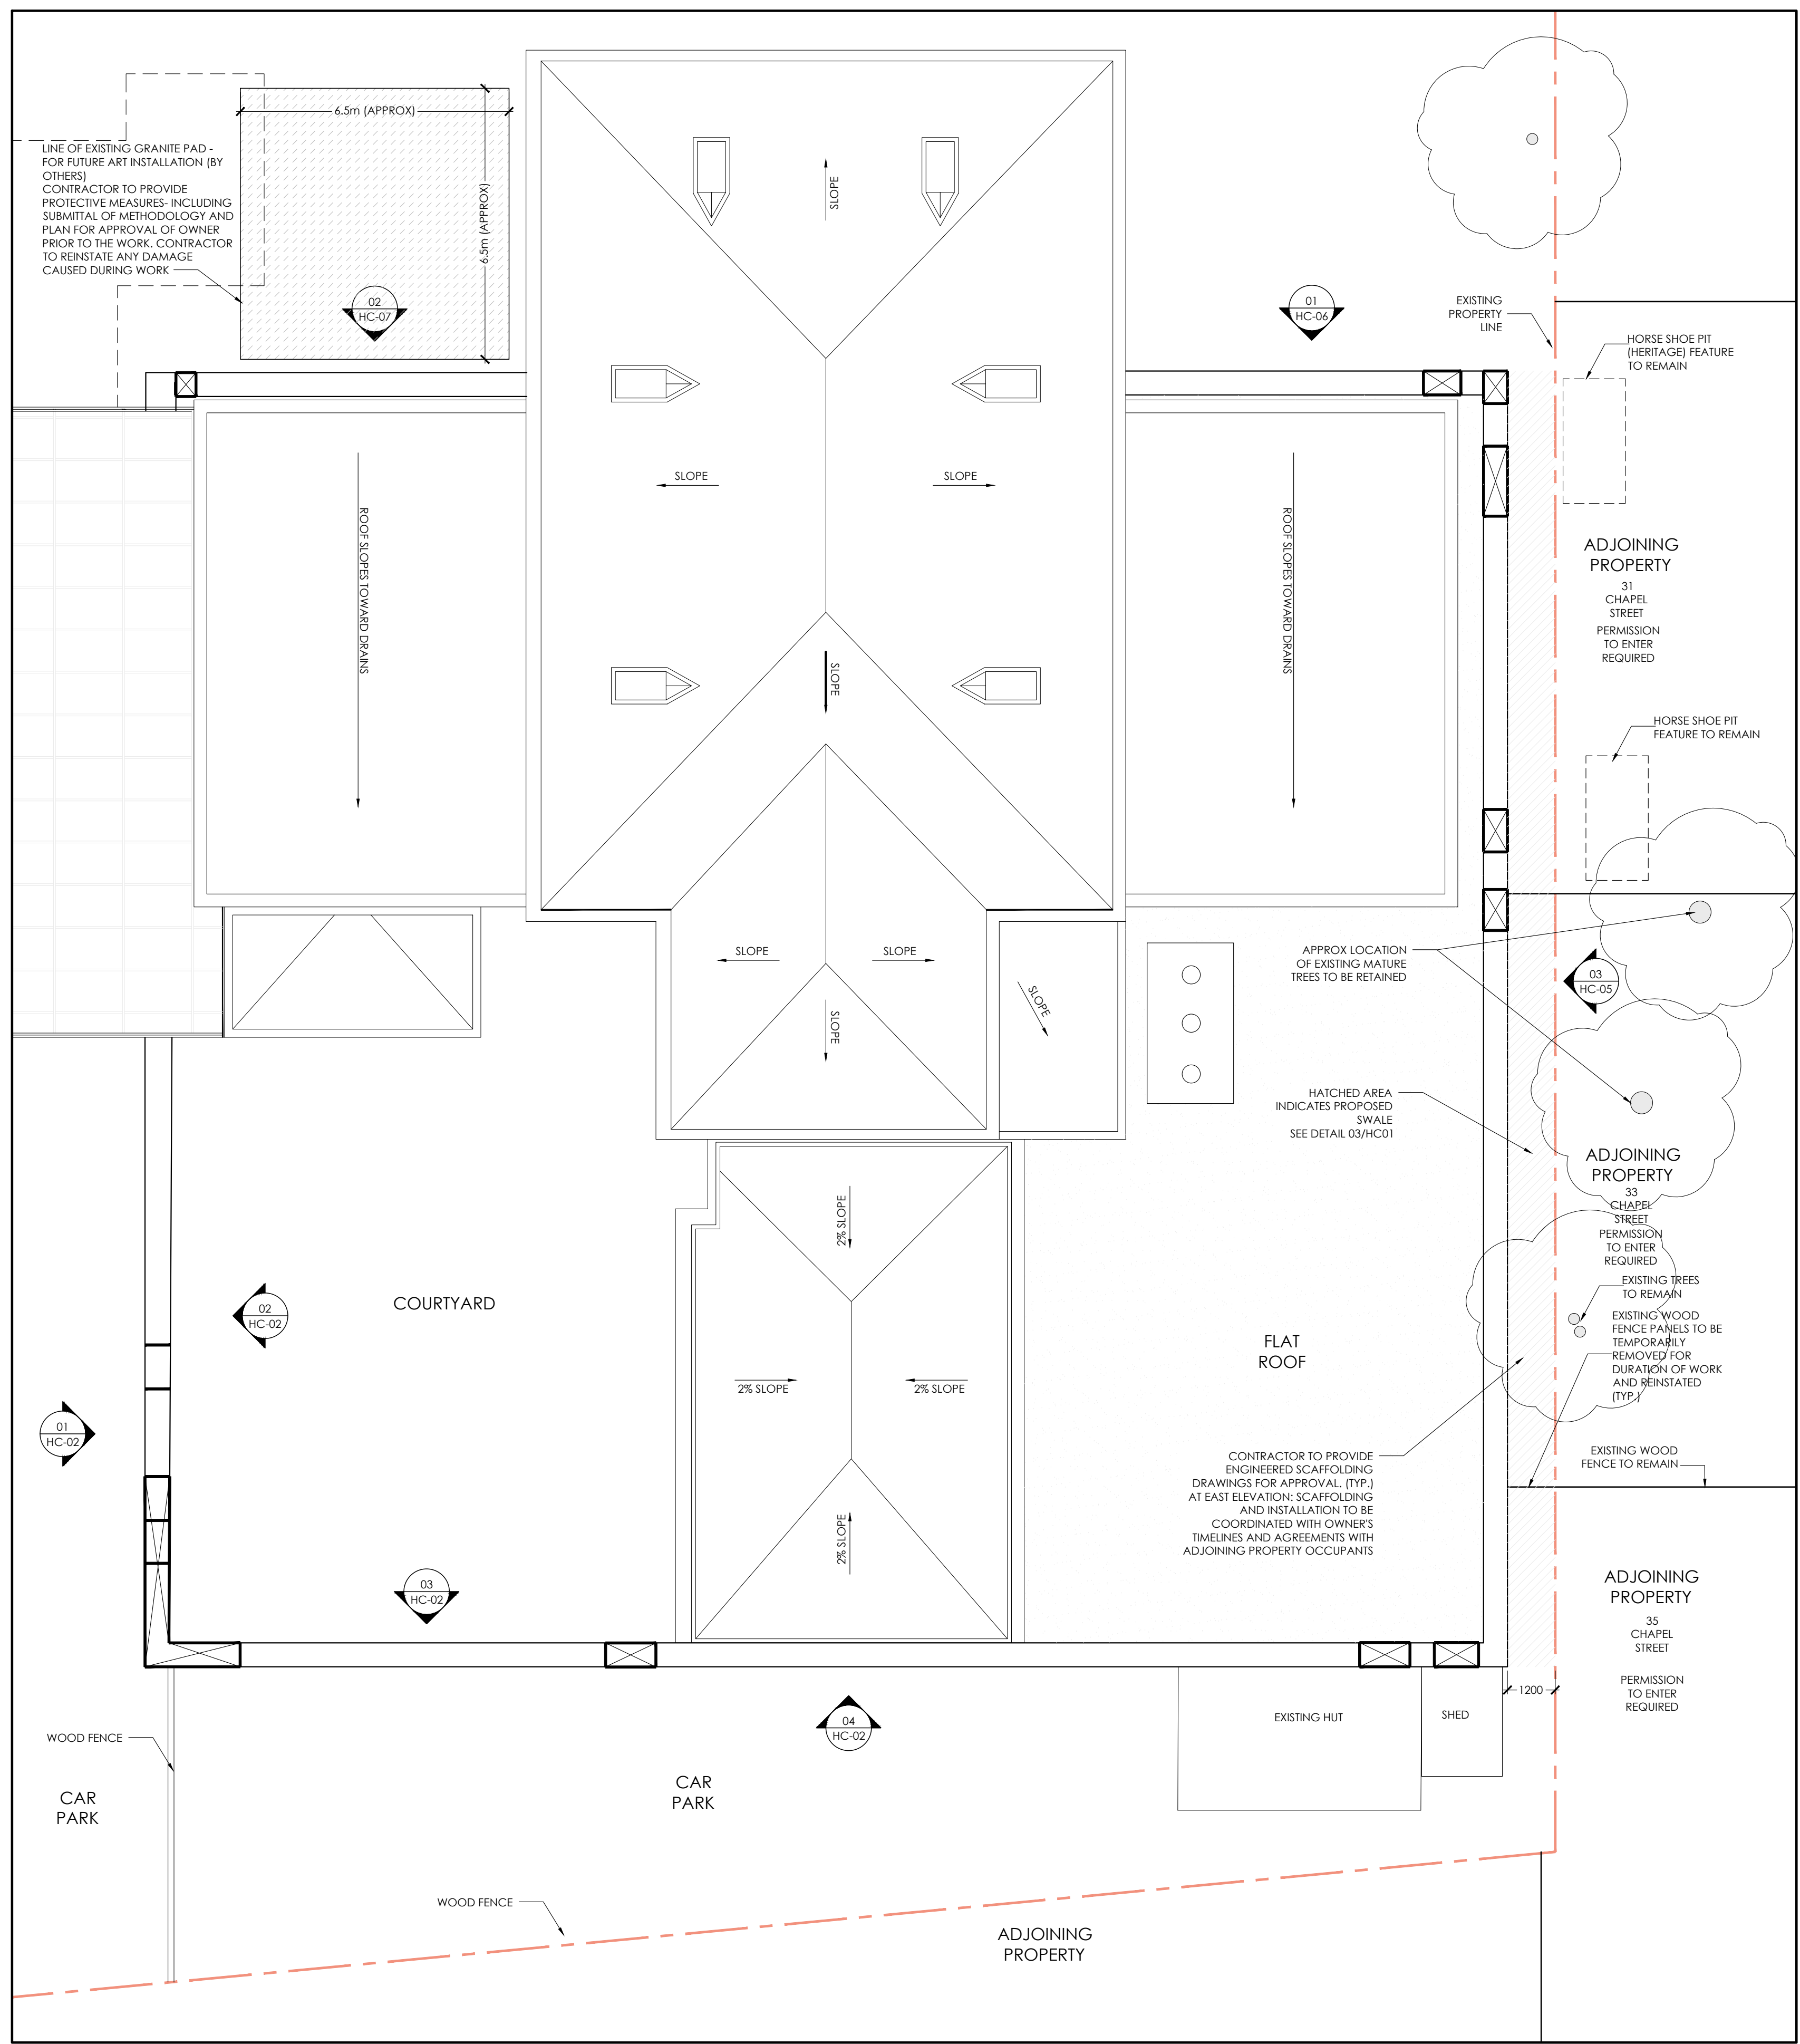 6.5m (APPROX)
6.5m (APPROX)
LINE OF EXISTING GRANITE PAD -
FOR FUTURE ART INSTALLATION (BY
OTHERS)
CONTRACTOR TO PROVIDE
PROTECTIVE MEASURES- INCLUDING
SUBMITTAL OF METHODOLOGY AND
PLAN FOR APPROVAL OF OWNER
PRIOR TO THE WORK. CONTRACTOR
TO REINSTATE ANY DAMAGE
CAUSED DURING WORK
02
HC-07
SLOPE
01
HC-06
EXISTING
PROPERTY
LINE
HORSE SHOE PIT
(HERITAGE) FEATURE
TO REMAIN
SLOPE
SLOPE
ROOF SLOPES TOWARD DRAINS
ROOF SLOPES TOWARD DRAINS
ADJOINING
PROPERTY
31
CHAPEL
STREET
PERMISSION
TO ENTER
REQUIRED
SLOPE
HORSE SHOE PIT
FEATURE TO REMAIN
SLOPE
SLOPE
SLOPE
SLOPE
APPROX LOCATION
OF EXISTING MATURE
TREES TO BE RETAINED
03
HC-05
HATCHED AREA
INDICATES PROPOSED
SWALE
SEE DETAIL 03/HC01
ADJOINING
PROPERTY
33
CHAPEL
STREET
PERMISSION
TO ENTER
REQUIRED
EXISTING TREES
TO REMAIN
EXISTING WOOD
FENCE PANELS TO BE
TEMPORARILY
REMOVED FOR
DURATION OF WORK
AND REINSTATED
(TYP.)
2% SLOPE
COURTYARD
02
HC-02
FLAT
ROOF
2% SLOPE
2% SLOPE
01
HC-02
CONTRACTOR TO PROVIDE
ENGINEERED SCAFFOLDING
DRAWINGS FOR APPROVAL. (TYP.)
AT EAST ELEVATION: SCAFFOLDING
AND INSTALLATION TO BE
COORDINATED WITH OWNER'S
TIMELINES AND AGREEMENTS WITH
ADJOINING PROPERTY OCCUPANTS
EXISTING WOOD
FENCE TO REMAIN
2% SLOPE
03
HC-02
ADJOINING
PROPERTY
35
CHAPEL
STREET
PERMISSION
TO ENTER
REQUIRED
1200
04
HC-02
EXISTING HUT
SHED
WOOD FENCE
CAR
PARK
CAR
PARK
WOOD FENCE
ADJOINING
PROPERTY